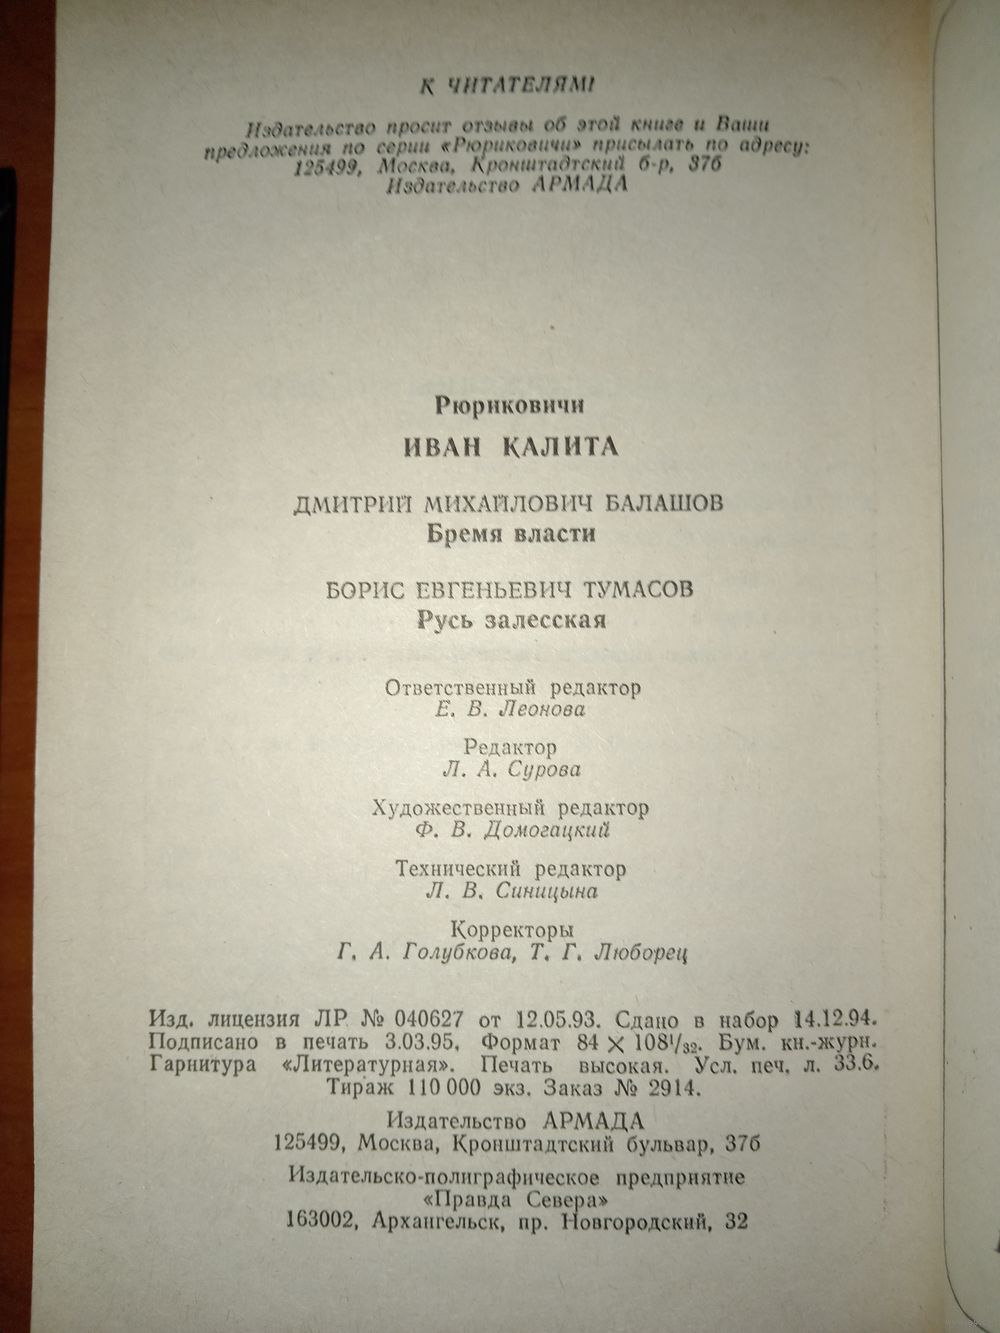 К ЧИТАТЕЛЯМ!
Издательство просит отзывы об этой книге и Ваши
предложения по серии «Рюриковичи» присылать по адресу:
125499, Москва, Кронштадтский б-р, 37б
Издательство АРМАДА
Рюриковичи
ИВАН КАЛИТА
ДМИТРИЙ МИХАЙЛОВИЧ БАЛАШОВ
Бремя власти
БОРИС ЕВГЕНЬЕВИЧ ТУМАСОВ
Русь залесская
Ответственный редактор
Е. В. Леонова
Редактор
Л. А. Сурова
Художественный редактор
Ф. В. Домогацкий
Технический редактор
Л. В. Синицына
Корректоры
Г. А. Голубкова, Т. Г. Люборец
Изд. лицензия ЛР № 040627 от 12.05.93. Сдано в набор 14.12.94.
Подписано в печать 3.03.95. Формат 84 × 108¹/₃₂. Бум. кн.-журн.
Гарнитура «Литературная». Печать высокая. Усл. печ. л. 33.6.
Тираж 110 000 экз. Заказ № 2914.
Издательство АРМАДА
125499, Москва, Кронштадтский бульвар, 37б
Издательско-полиграфическое предприятие
«Правда Севера»
163002, Архангельск, пр. Новгородский, 32